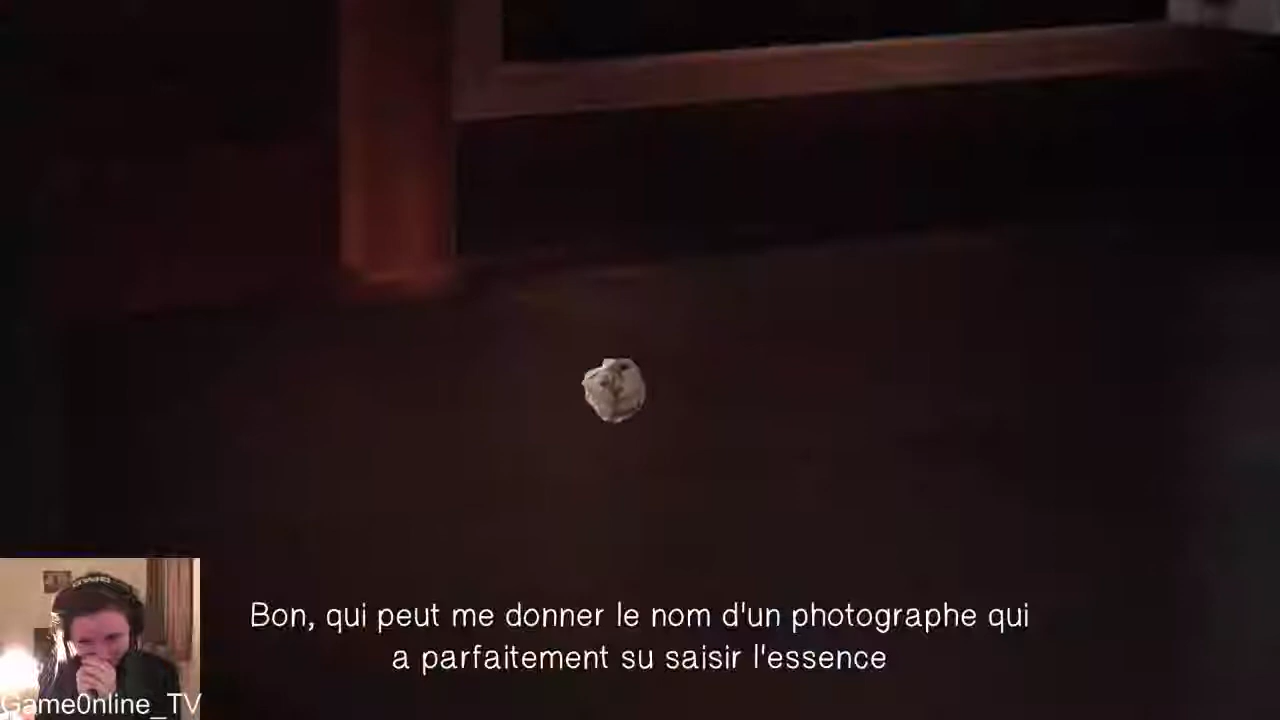 Bon, qui peut me donner le nom d'un photographe qui
a parfaitement su saisir l'essence
Game0nline_TV